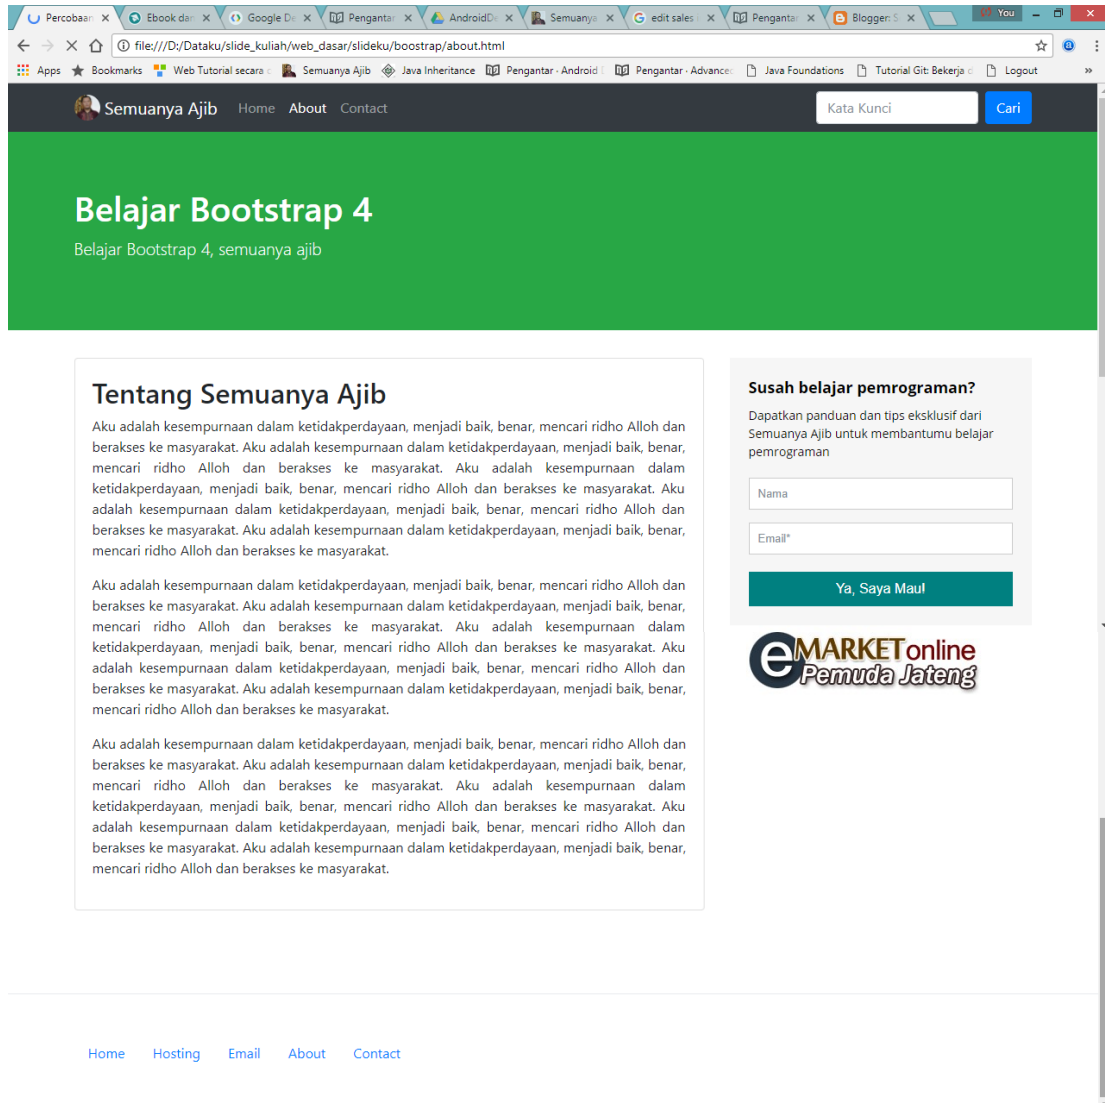 Percobaan
Ebook dar
Google De
Pengantar
AndroidDe
Semuanya
edit sales
Pengantar
Blogger: S
You
file:///D:/Dataku/slide_kuliah/web_dasar/slideku/boostrap/about.html
Apps
Bookmarks
Web Tutorial secara c
Semuanya Ajib
Java Inheritance
Pengantar · Android
Pengantar · Advanced
Java Foundations
Tutorial Git: Bekerja d
Logout
Semuanya Ajib
Home
About
Contact
Kata Kunci
Cari
Belajar Bootstrap 4
Belajar Bootstrap 4, semuanya ajib
Tentang Semuanya Ajib
Aku adalah kesempurnaan dalam ketidakperdayaan, menjadi baik, benar, mencari ridho Alloh dan
berakses ke masyarakat. Aku adalah kesempurnaan dalam ketidakperdayaan, menjadi baik, benar,
mencari ridho Alloh dan berakses ke masyarakat. Aku adalah kesempurnaan dalam
ketidakperdayaan, menjadi baik, benar, mencari ridho Alloh dan berakses ke masyarakat. Aku
adalah kesempurnaan dalam ketidakperdayaan, menjadi baik, benar, mencari ridho Alloh dan
berakses ke masyarakat. Aku adalah kesempurnaan dalam ketidakperdayaan, menjadi baik, benar,
mencari ridho Alloh dan berakses ke masyarakat.
Aku adalah kesempurnaan dalam ketidakperdayaan, menjadi baik, benar, mencari ridho Alloh dan
berakses ke masyarakat. Aku adalah kesempurnaan dalam ketidakperdayaan, menjadi baik, benar,
mencari ridho Alloh dan berakses ke masyarakat. Aku adalah kesempurnaan dalam
ketidakperdayaan, menjadi baik, benar, mencari ridho Alloh dan berakses ke masyarakat. Aku
adalah kesempurnaan dalam ketidakperdayaan, menjadi baik, benar, mencari ridho Alloh dan
berakses ke masyarakat. Aku adalah kesempurnaan dalam ketidakperdayaan, menjadi baik, benar,
mencari ridho Alloh dan berakses ke masyarakat.
Aku adalah kesempurnaan dalam ketidakperdayaan, menjadi baik, benar, mencari ridho Alloh dan
berakses ke masyarakat. Aku adalah kesempurnaan dalam ketidakperdayaan, menjadi baik, benar,
mencari ridho Alloh dan berakses ke masyarakat. Aku adalah kesempurnaan dalam
ketidakperdayaan, menjadi baik, benar, mencari ridho Alloh dan berakses ke masyarakat. Aku
adalah kesempurnaan dalam ketidakperdayaan, menjadi baik, benar, mencari ridho Alloh dan
berakses ke masyarakat. Aku adalah kesempurnaan dalam ketidakperdayaan, menjadi baik, benar,
mencari ridho Alloh dan berakses ke masyarakat.
Susah belajar pemrograman?
Dapatkan panduan dan tips eksklusif dari
Semuanya Ajib untuk membantumu belajar
pemrograman
Nama
Email*
Ya, Saya Mau!
eMARKETonline
Pemuda Jateng
Home
Hosting
Email
About
Contact